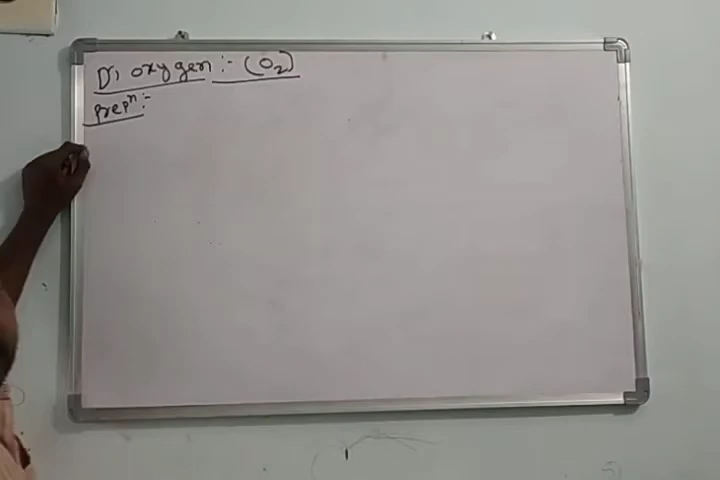 Di oxygen :- (O₂)
prepⁿ :-